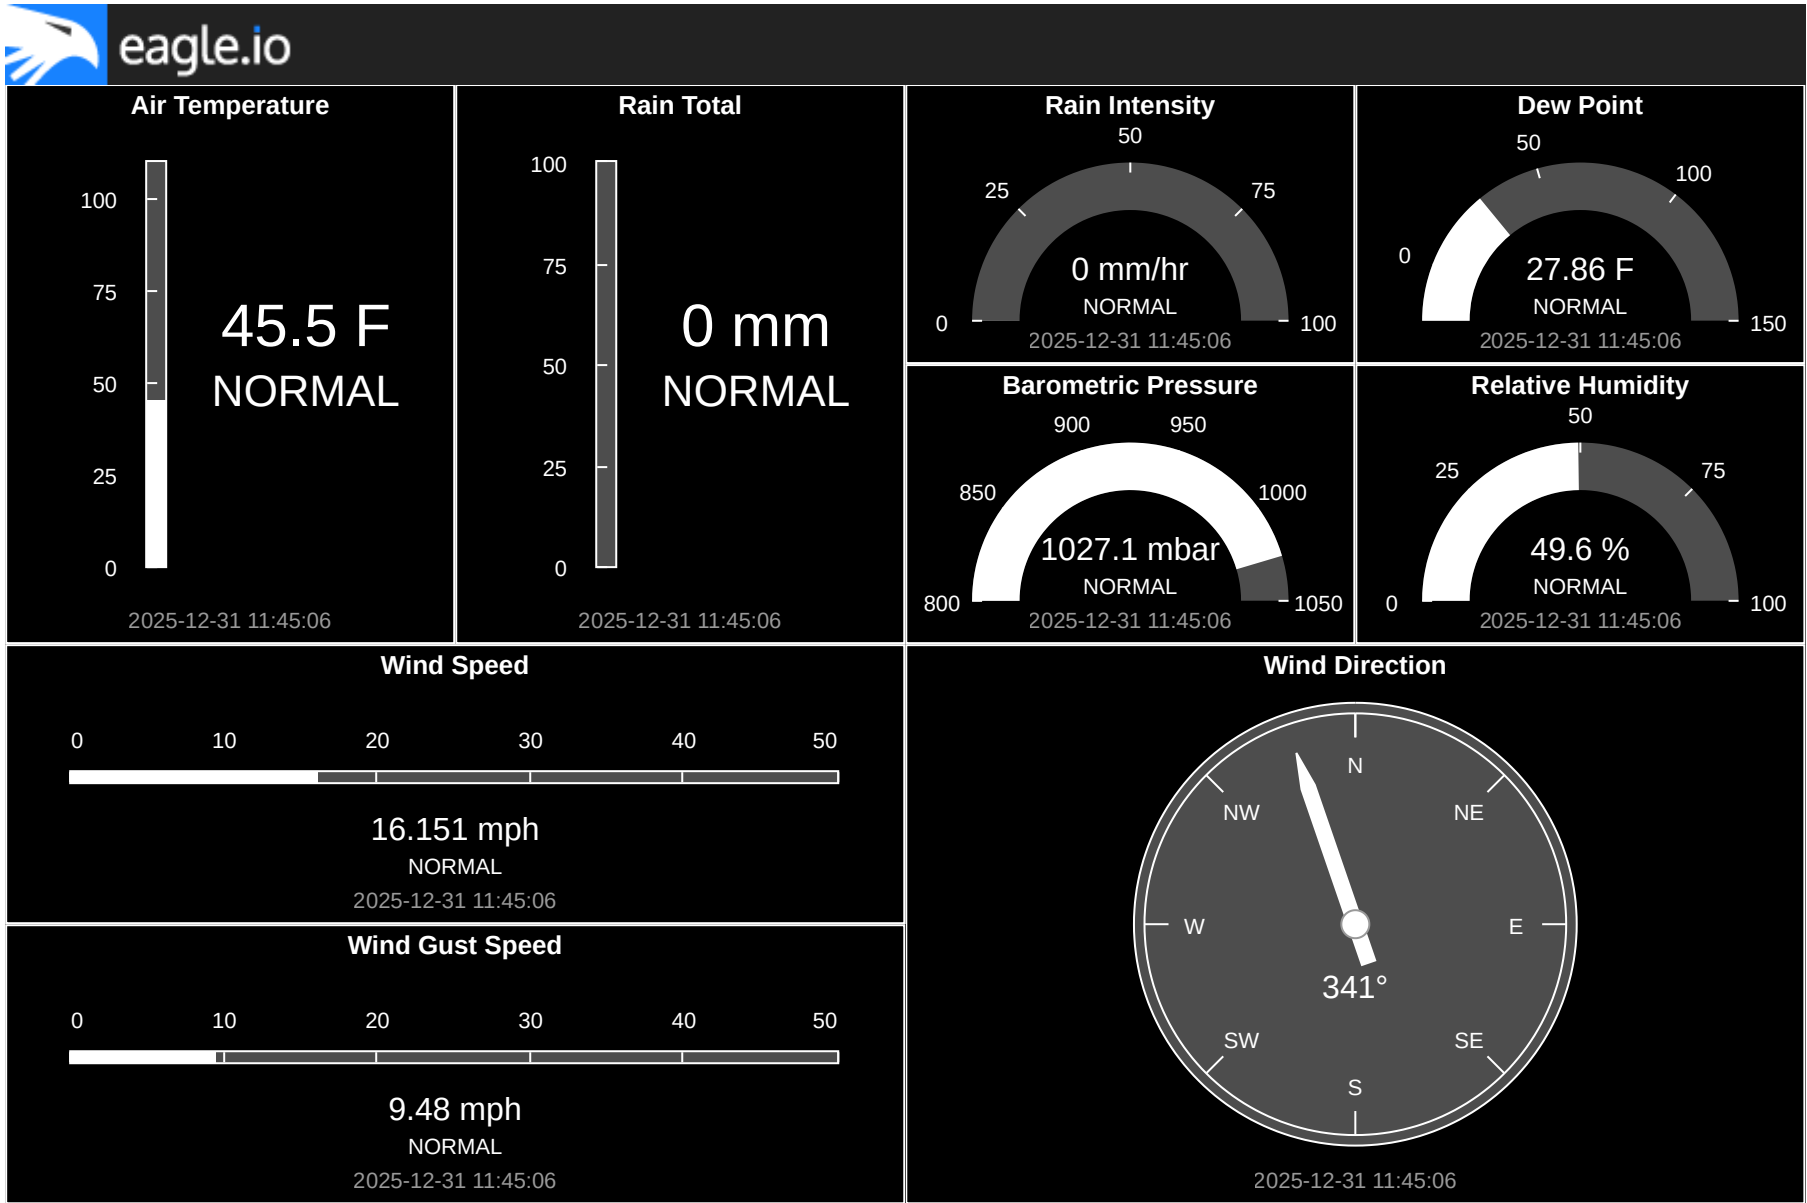 eagle.io
Air Temperature
100
75
50
25
0
45.5 F
NORMAL
2025-12-31 11:45:06
Rain Total
100
75
50
25
0
0 mm
NORMAL
2025-12-31 11:45:06
Rain Intensity
0
25
50
75
100
0 mm/hr
NORMAL
2025-12-31 11:45:06
Dew Point
0
50
100
150
27.86 F
NORMAL
2025-12-31 11:45:06
Barometric Pressure
800
850
900
950
1000
1050
1027.1 mbar
NORMAL
2025-12-31 11:45:06
Relative Humidity
0
25
50
75
100
49.6 %
NORMAL
2025-12-31 11:45:06
Wind Speed
0 10 20 30 40 50
16.151 mph
NORMAL
2025-12-31 11:45:06
Wind Gust Speed
0 10 20 30 40 50
9.48 mph
NORMAL
2025-12-31 11:45:06
Wind Direction
N
NW NE
W E
341°
SW SE
S
2025-12-31 11:45:06